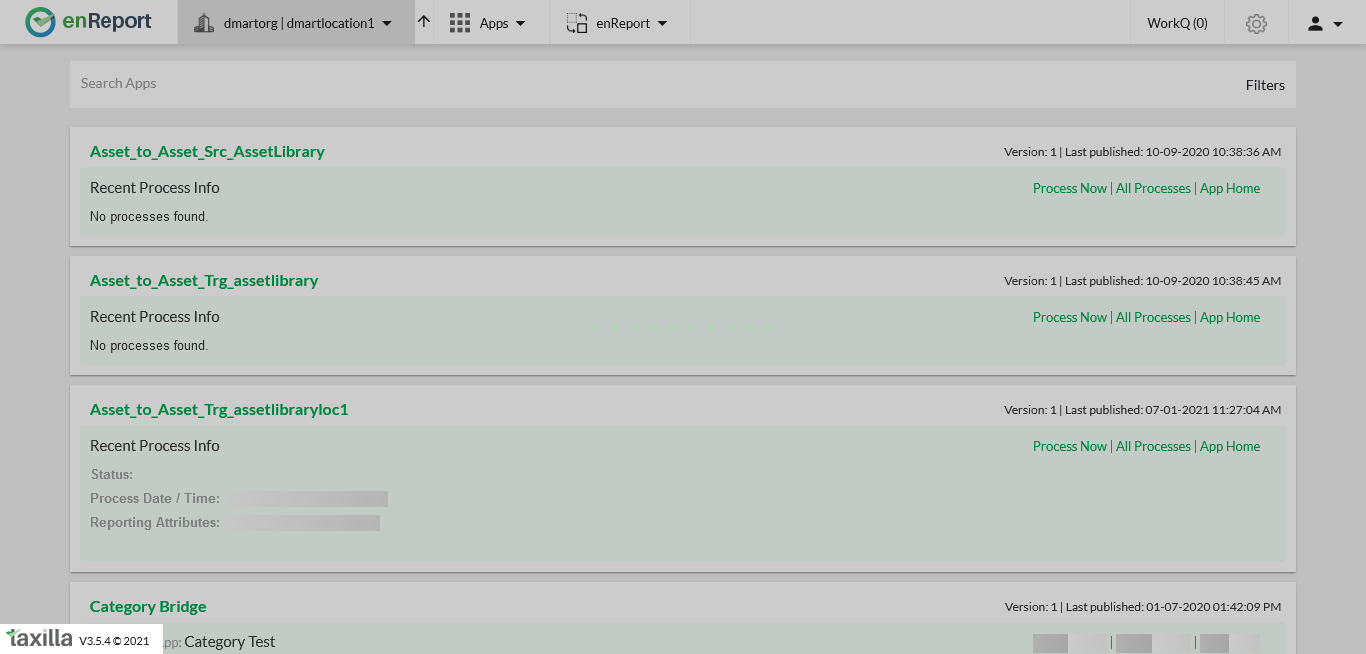 enReport dmartorg | dmartlocation1 Apps enReport WorkQ (0)
Search Apps Filters
Asset_to_Asset_Src_AssetLibrary Version: 1 | Last published: 10-09-2020 10:38:36 AM
Recent Process Info Process Now | All Processes | App Home
No processes found.
Asset_to_Asset_Trg_assetlibrary Version: 1 | Last published: 10-09-2020 10:38:45 AM
Recent Process Info Process Now | All Processes | App Home
No processes found.
Asset_to_Asset_Trg_assetlibraryloc1 Version: 1 | Last published: 07-01-2021 11:27:04 AM
Recent Process Info Process Now | All Processes | App Home
Status:
Process Date / Time:
Reporting Attributes:
Category Bridge Version: 1 | Last published: 01-07-2020 01:42:09 PM
App: Category Test | |
taxilla V3.5.4 © 2021